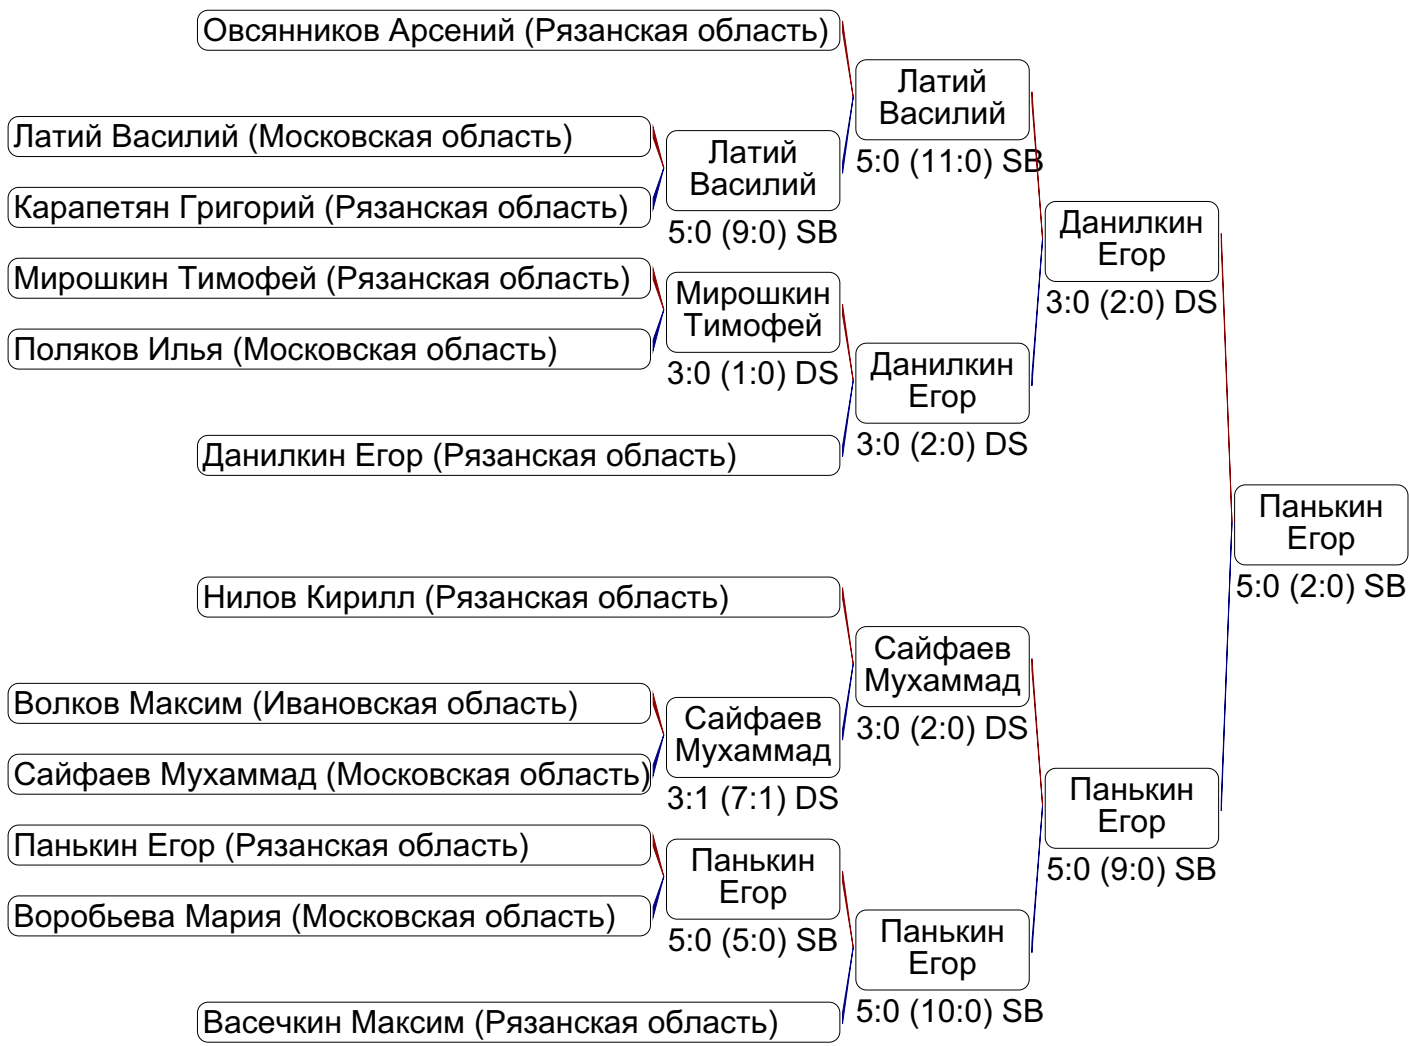 Овсянников Арсений (Рязанская область)
Латий
Василий
5:0 (11:0) SB
Латий Василий (Московская область)
Карапетян Григорий (Рязанская область)
Латий
Василий
5:0 (9:0) SB
Данилкин
Егор
3:0 (2:0) DS
Мирошкин Тимофей (Рязанская область)
Поляков Илья (Московская область)
Мирошкин
Тимофей
3:0 (1:0) DS
Данилкин
Егор
3:0 (2:0) DS
Данилкин Егор (Рязанская область)
Панькин
Егор
5:0 (2:0) SB
Нилов Кирилл (Рязанская область)
Сайфаев
Мухаммад
3:0 (2:0) DS
Волков Максим (Ивановская область)
Сайфаев Мухаммад (Московская область)
Сайфаев
Мухаммад
3:1 (7:1) DS
Панькин
Егор
5:0 (9:0) SB
Панькин Егор (Рязанская область)
Воробьева Мария (Московская область)
Панькин
Егор
5:0 (5:0) SB
Панькин
Егор
5:0 (10:0) SB
Васечкин Максим (Рязанская область)